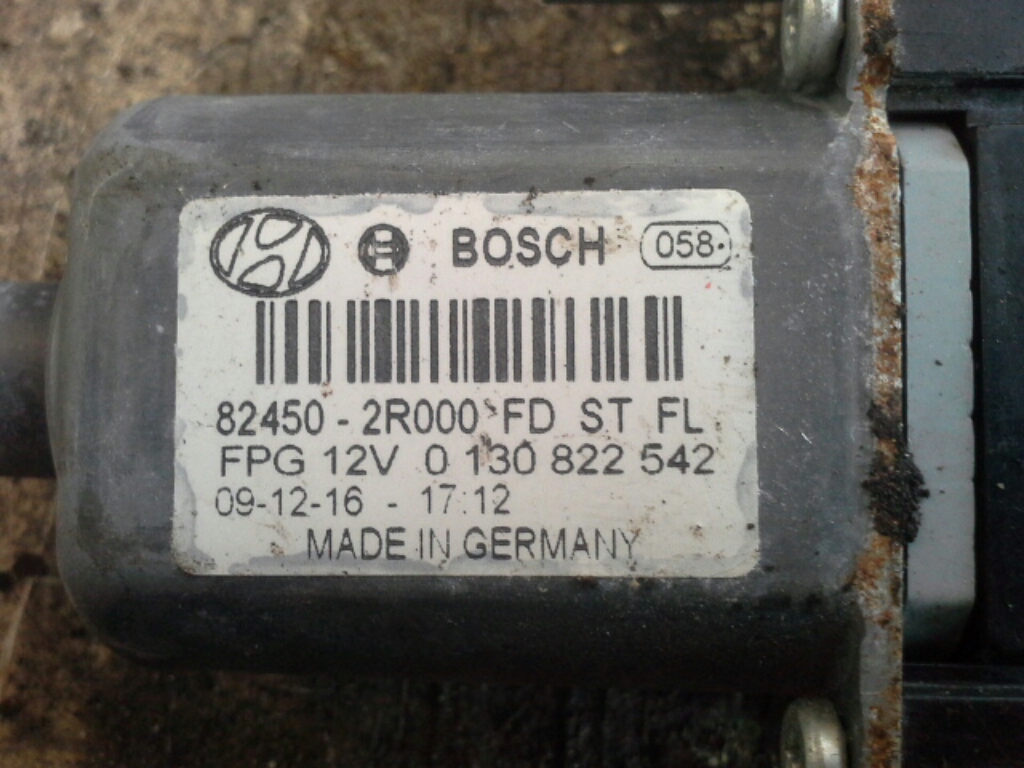 BOSCH 058
82450-2R000 FD ST FL
FPG 12V 0 130 822 542
09-12-16 - 17:12
MADE IN GERMANY